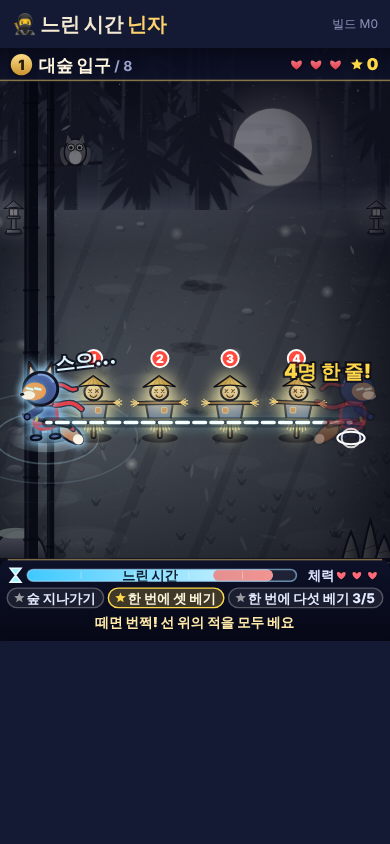 느린 시간 닌자
빌드 M0
1 대숲 입구 / 8
★ 0
스으...
2
3
4
4명 한 줄!
느린 시간
체력
★ 숲 지나가기
★ 한 번에 셋 베기
★ 한 번에 다섯 베기 3/5
떼면 번쩍! 선 위의 적을 모두 베요